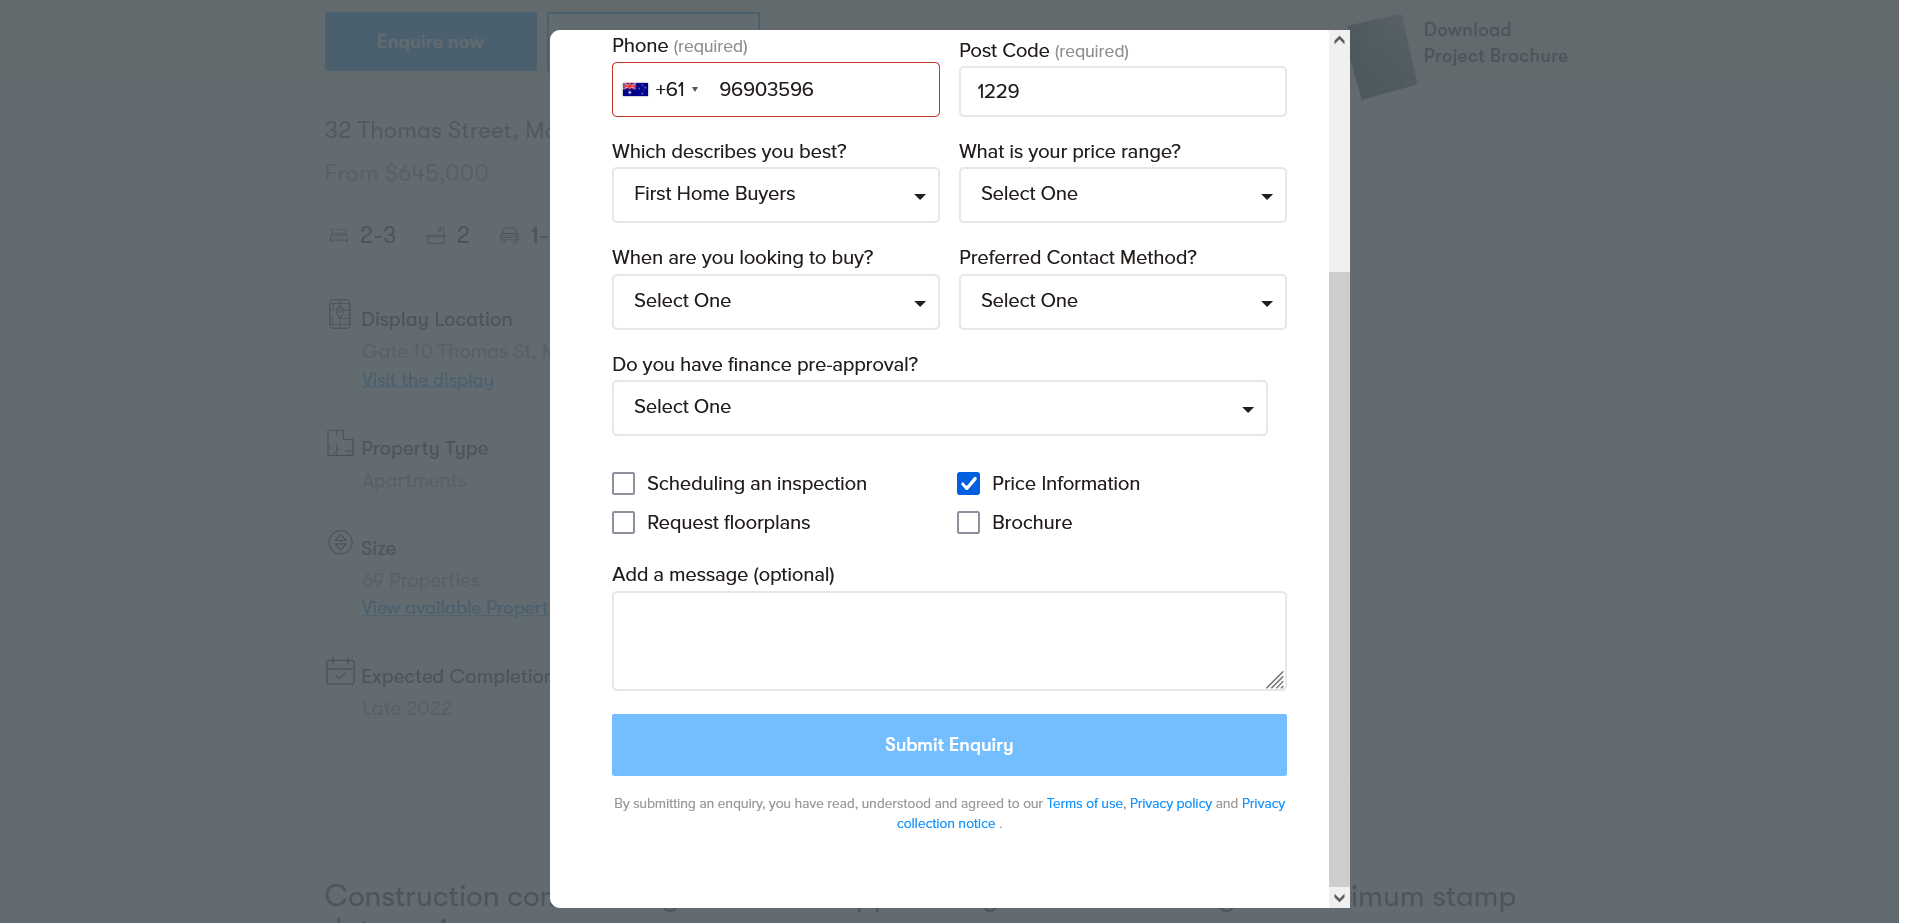 Enquire now
Download
Project Brochure
Phone (required)
Post Code (required)
+61 96903596
1229
32 Thomas Street,
From $645,000
Which describes you best?
What is your price range?
First Home Buyers
Select One
2-3
2
1-
When are you looking to buy?
Preferred Contact Method?
Select One
Select One
Display Location
Gate 10 Thomas St,
Visit the display
Do you have finance pre-approval?
Select One
Property Type
Apartments
Scheduling an inspection
Price Information
Request floorplans
Brochure
Size
69 Properties
View available
Add a message (optional)
Expected Completion
Late 2022
Submit Enquiry
By submitting an enquiry, you have read, understood and agreed to our Terms of use, Privacy policy and Privacy
collection notice .
Construction
stamp